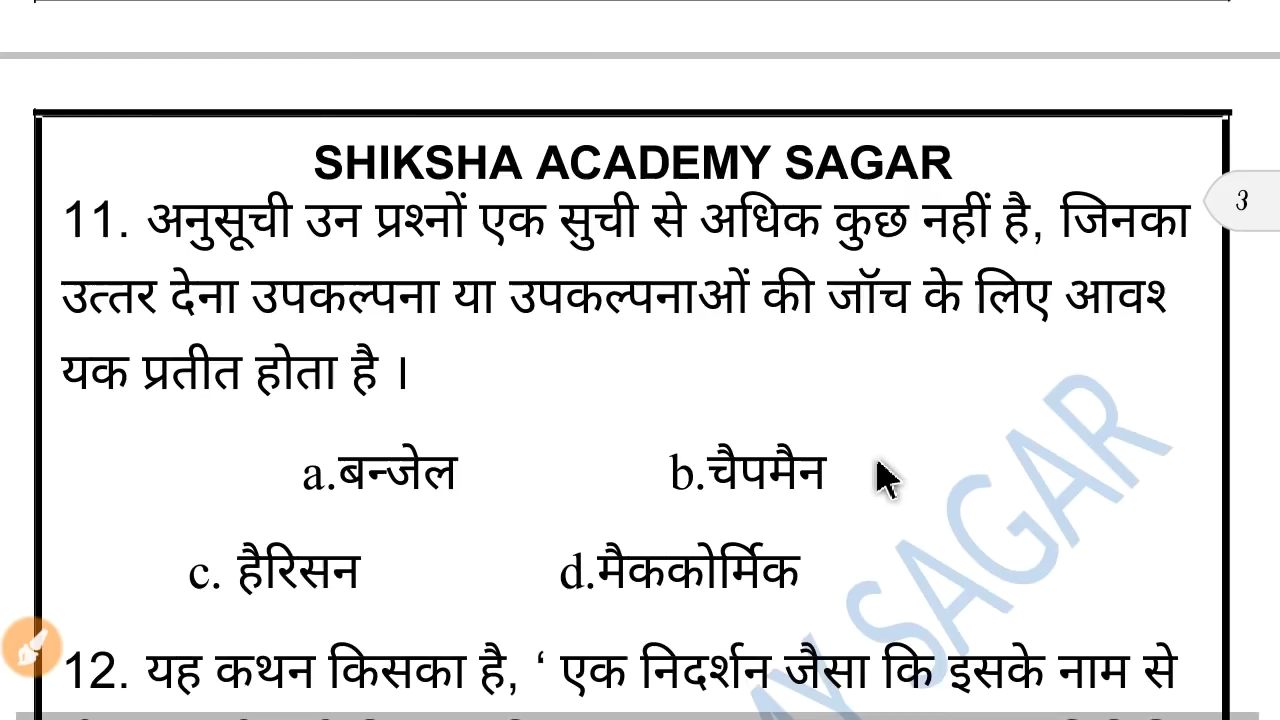 SHIKSHA ACADEMY SAGAR
3
11. अनुसूची उन प्रश्नों एक सुची से अधिक कुछ नहीं है, जिनका
उत्तर देना उपकल्पना या उपकल्पनाओं की जॉच के लिए आवश्
यक प्रतीत होता है ।
a.बन्जेल b.चैपमैन
c. हैरिसन d.मैककोर्मिक
12. यह कथन किसका है, ‘ एक निदर्शन जैसा कि इसके नाम से
MY SAGAR